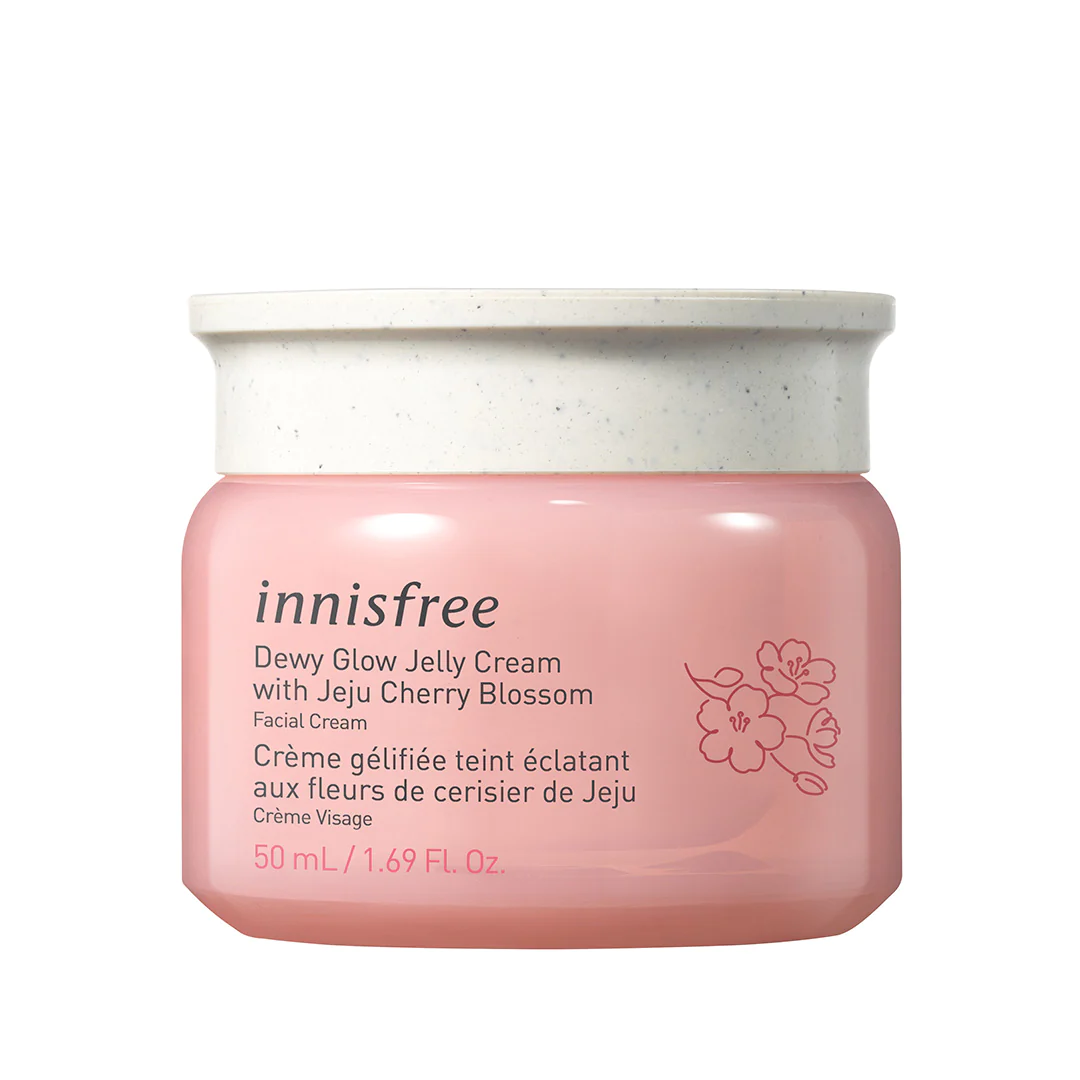 innisfree
Dewy Glow Jelly Cream
with Jeju Cherry Blossom
Facial Cream
Crème gélifiée teint éclatant
aux fleurs de cerisier de Jeju
Crème Visage
50 mL / 1.69 Fl. Oz.